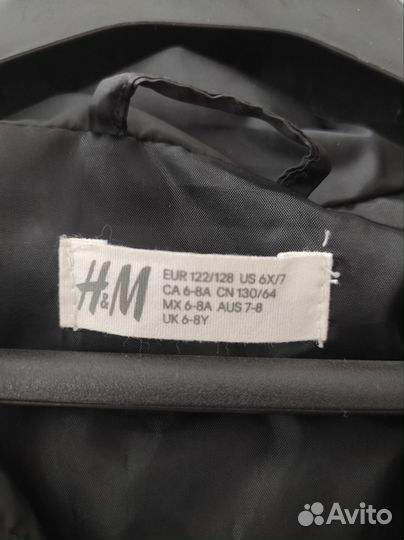 H&M
EUR 122/128 US 6X/7
CA 6-8A CN 130/64
MX 6-8A AUS 7-8
UK 6-8Y
Avito